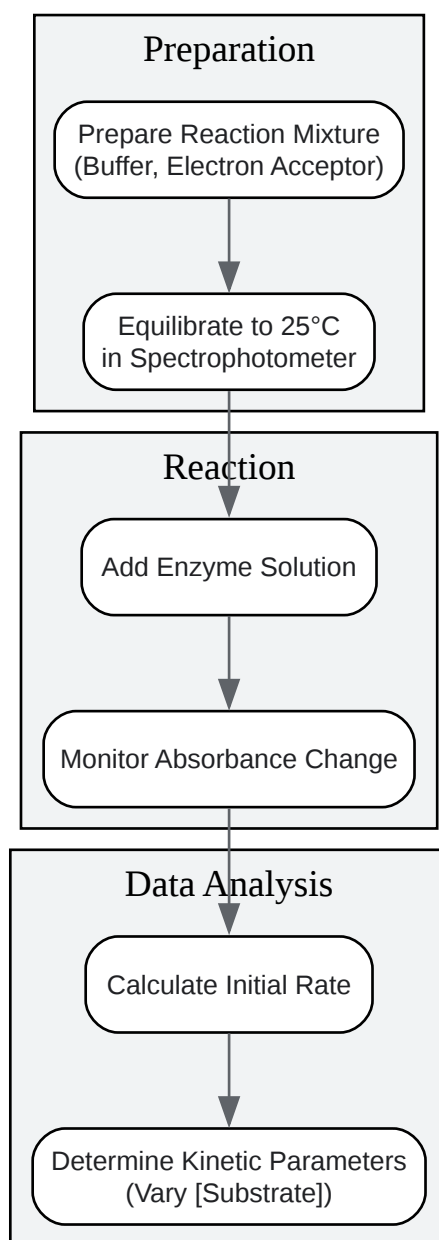 Preparation
Prepare Reaction Mixture
(Buffer, Electron Acceptor)
Equilibrate to 25°C
in Spectrophotometer
Reaction
Add Enzyme Solution
Monitor Absorbance Change
Data Analysis
Calculate Initial Rate
Determine Kinetic Parameters
(Vary [Substrate])